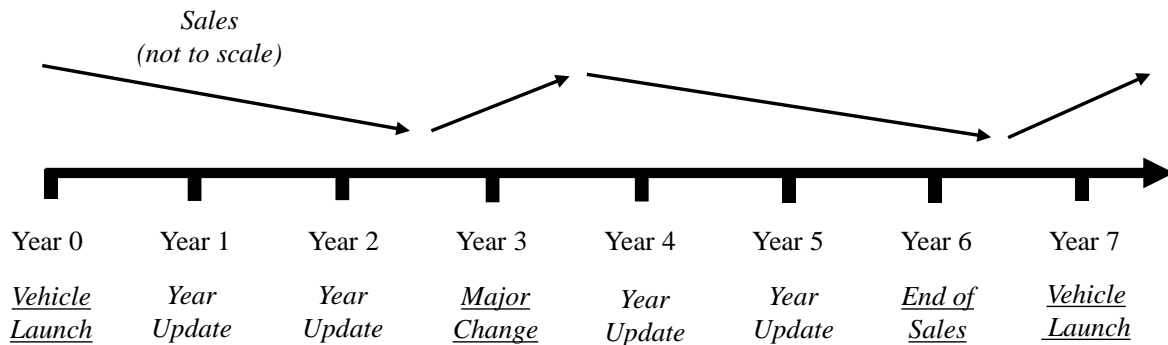 Sales
(not to scale)
Year 0 Year 1 Year 2 Year 3 Year 4 Year 5 Year 6 Year 7
Vehicle Year Year Major Year Year End of Vehicle
Launch Update Update Change Update Update Sales Launch